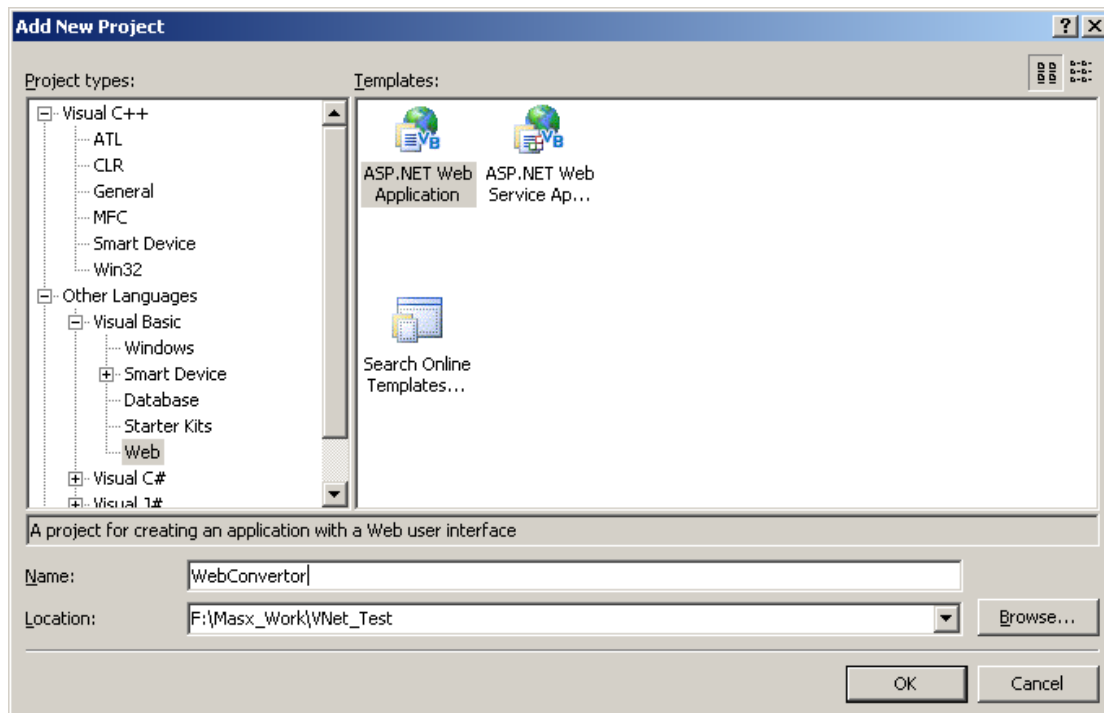 Add New Project
Project types:
Templates:
Visual C++
ATL
CLR
General
MFC
Smart Device
Win32
Other Languages
Visual Basic
Windows
Smart Device
Database
Starter Kits
Web
Visual C#
Visual J#
ASP.NET Web
Application
ASP.NET Web
Service Ap...
Search Online
Templates...
A project for creating an application with a Web user interface
Name:
WebConvertor
Location:
F:\Masx_Work\VNet_Test
Browse...
OK
Cancel